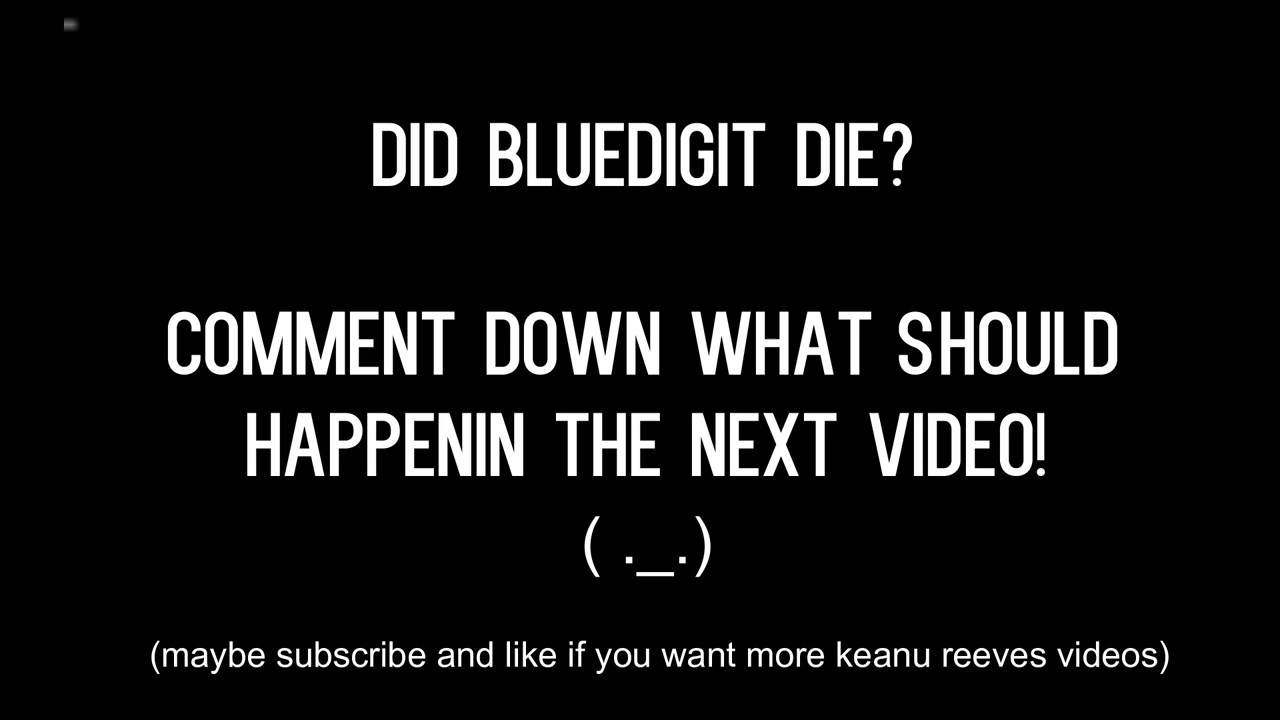 DID BLUEDIGIT DIE?
COMMENT DOWN WHAT SHOULD
HAPPENIN THE NEXT VIDEO!
( ._.)
(maybe subscribe and like if you want more keanu reeves videos)